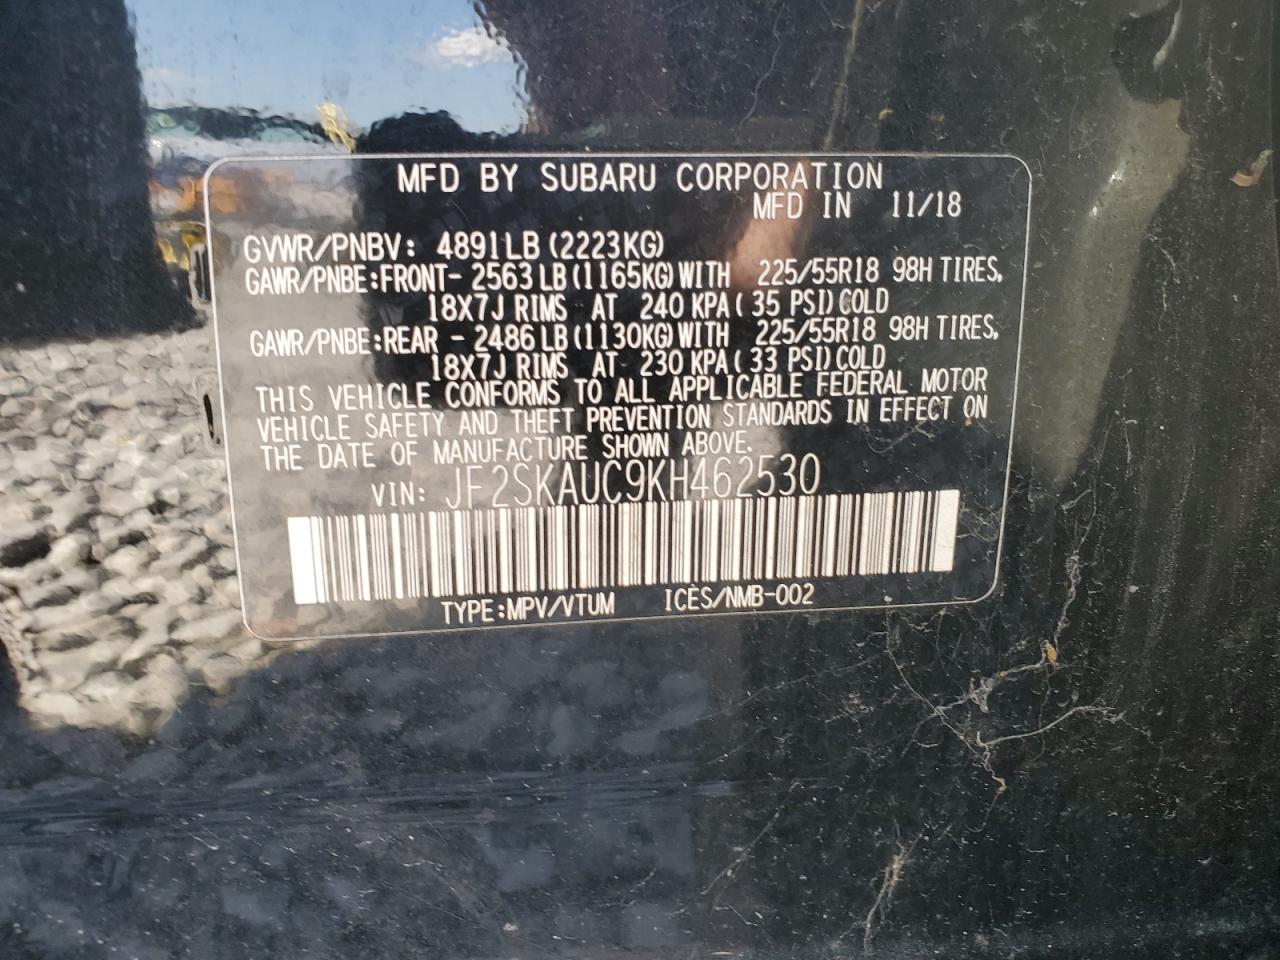 MFD BY SUBARU CORPORATION
MFD IN 11/18
GVWR/PNBV: 4891LB (2223KG)
GAWR/PNBE:FRONT- 2563 LB (1165KG) WITH 225/55R18 98H TIRES,
18X7J RIMS AT 240 KPA ( 35 PSI) COLD
GAWR/PNBE:REAR - 2486 LB (1130KG) WITH 225/55R18 98H TIRES,
18X7J RIMS AT 230 KPA ( 33 PSI) COLD
THIS VEHICLE CONFORMS TO ALL APPLICABLE FEDERAL MOTOR
VEHICLE SAFETY AND THEFT PREVENTION STANDARDS IN EFFECT ON
THE DATE OF MANUFACTURE SHOWN ABOVE.
VIN: JF2SKAUC9KH462530
TYPE:MPV/VTUM ICES/NMB-002